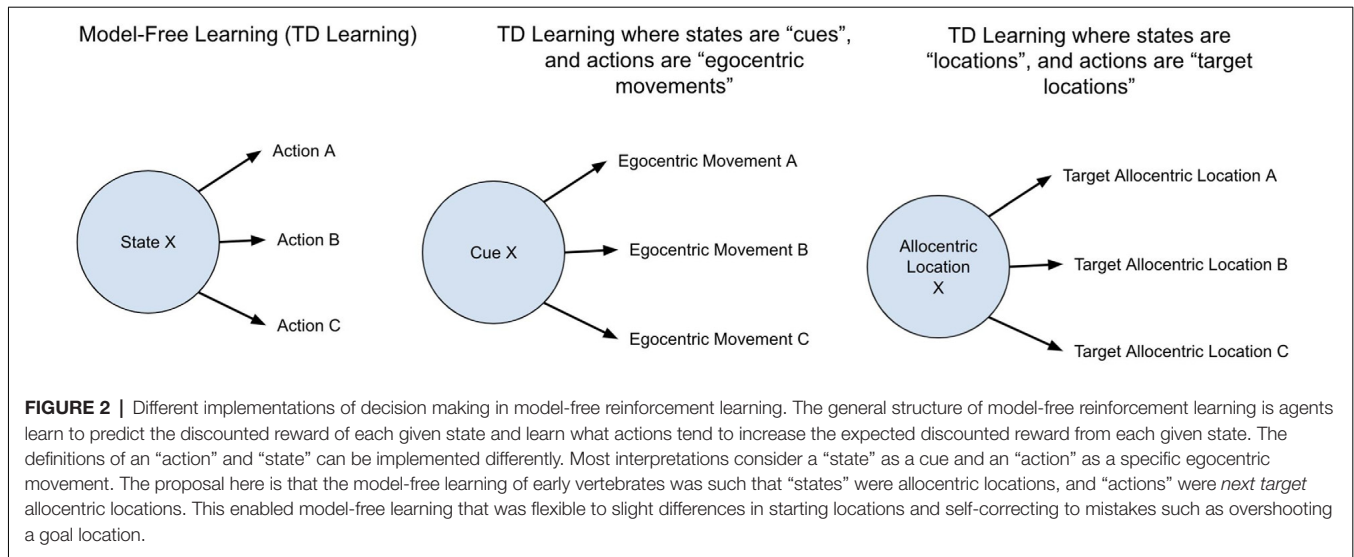 Model-Free Learning (TD Learning)
TD Learning where states are “cues”,
and actions are “egocentric
movements”
TD Learning where states are
“locations”, and actions are “target
locations”
State X
Action A
Action B
Action C
Cue X
Egocentric Movement A
Egocentric Movement B
Egocentric Movement C
Allocentric
Location
X
Target Allocentric Location A
Target Allocentric Location B
Target Allocentric Location C
FIGURE 2 | Different implementations of decision making in model-free reinforcement learning. The general structure of model-free reinforcement learning is agents
learn to predict the discounted reward of each given state and learn what actions tend to increase the expected discounted reward from each given state. The
definitions of an “action” and “state” can be implemented differently. Most interpretations consider a “state” as a cue and an “action” as a specific egocentric
movement. The proposal here is that the model-free learning of early vertebrates was such that “states” were allocentric locations, and “actions” were next target
allocentric locations. This enabled model-free learning that was flexible to slight differences in starting locations and self-correcting to mistakes such as overshooting
a goal location.